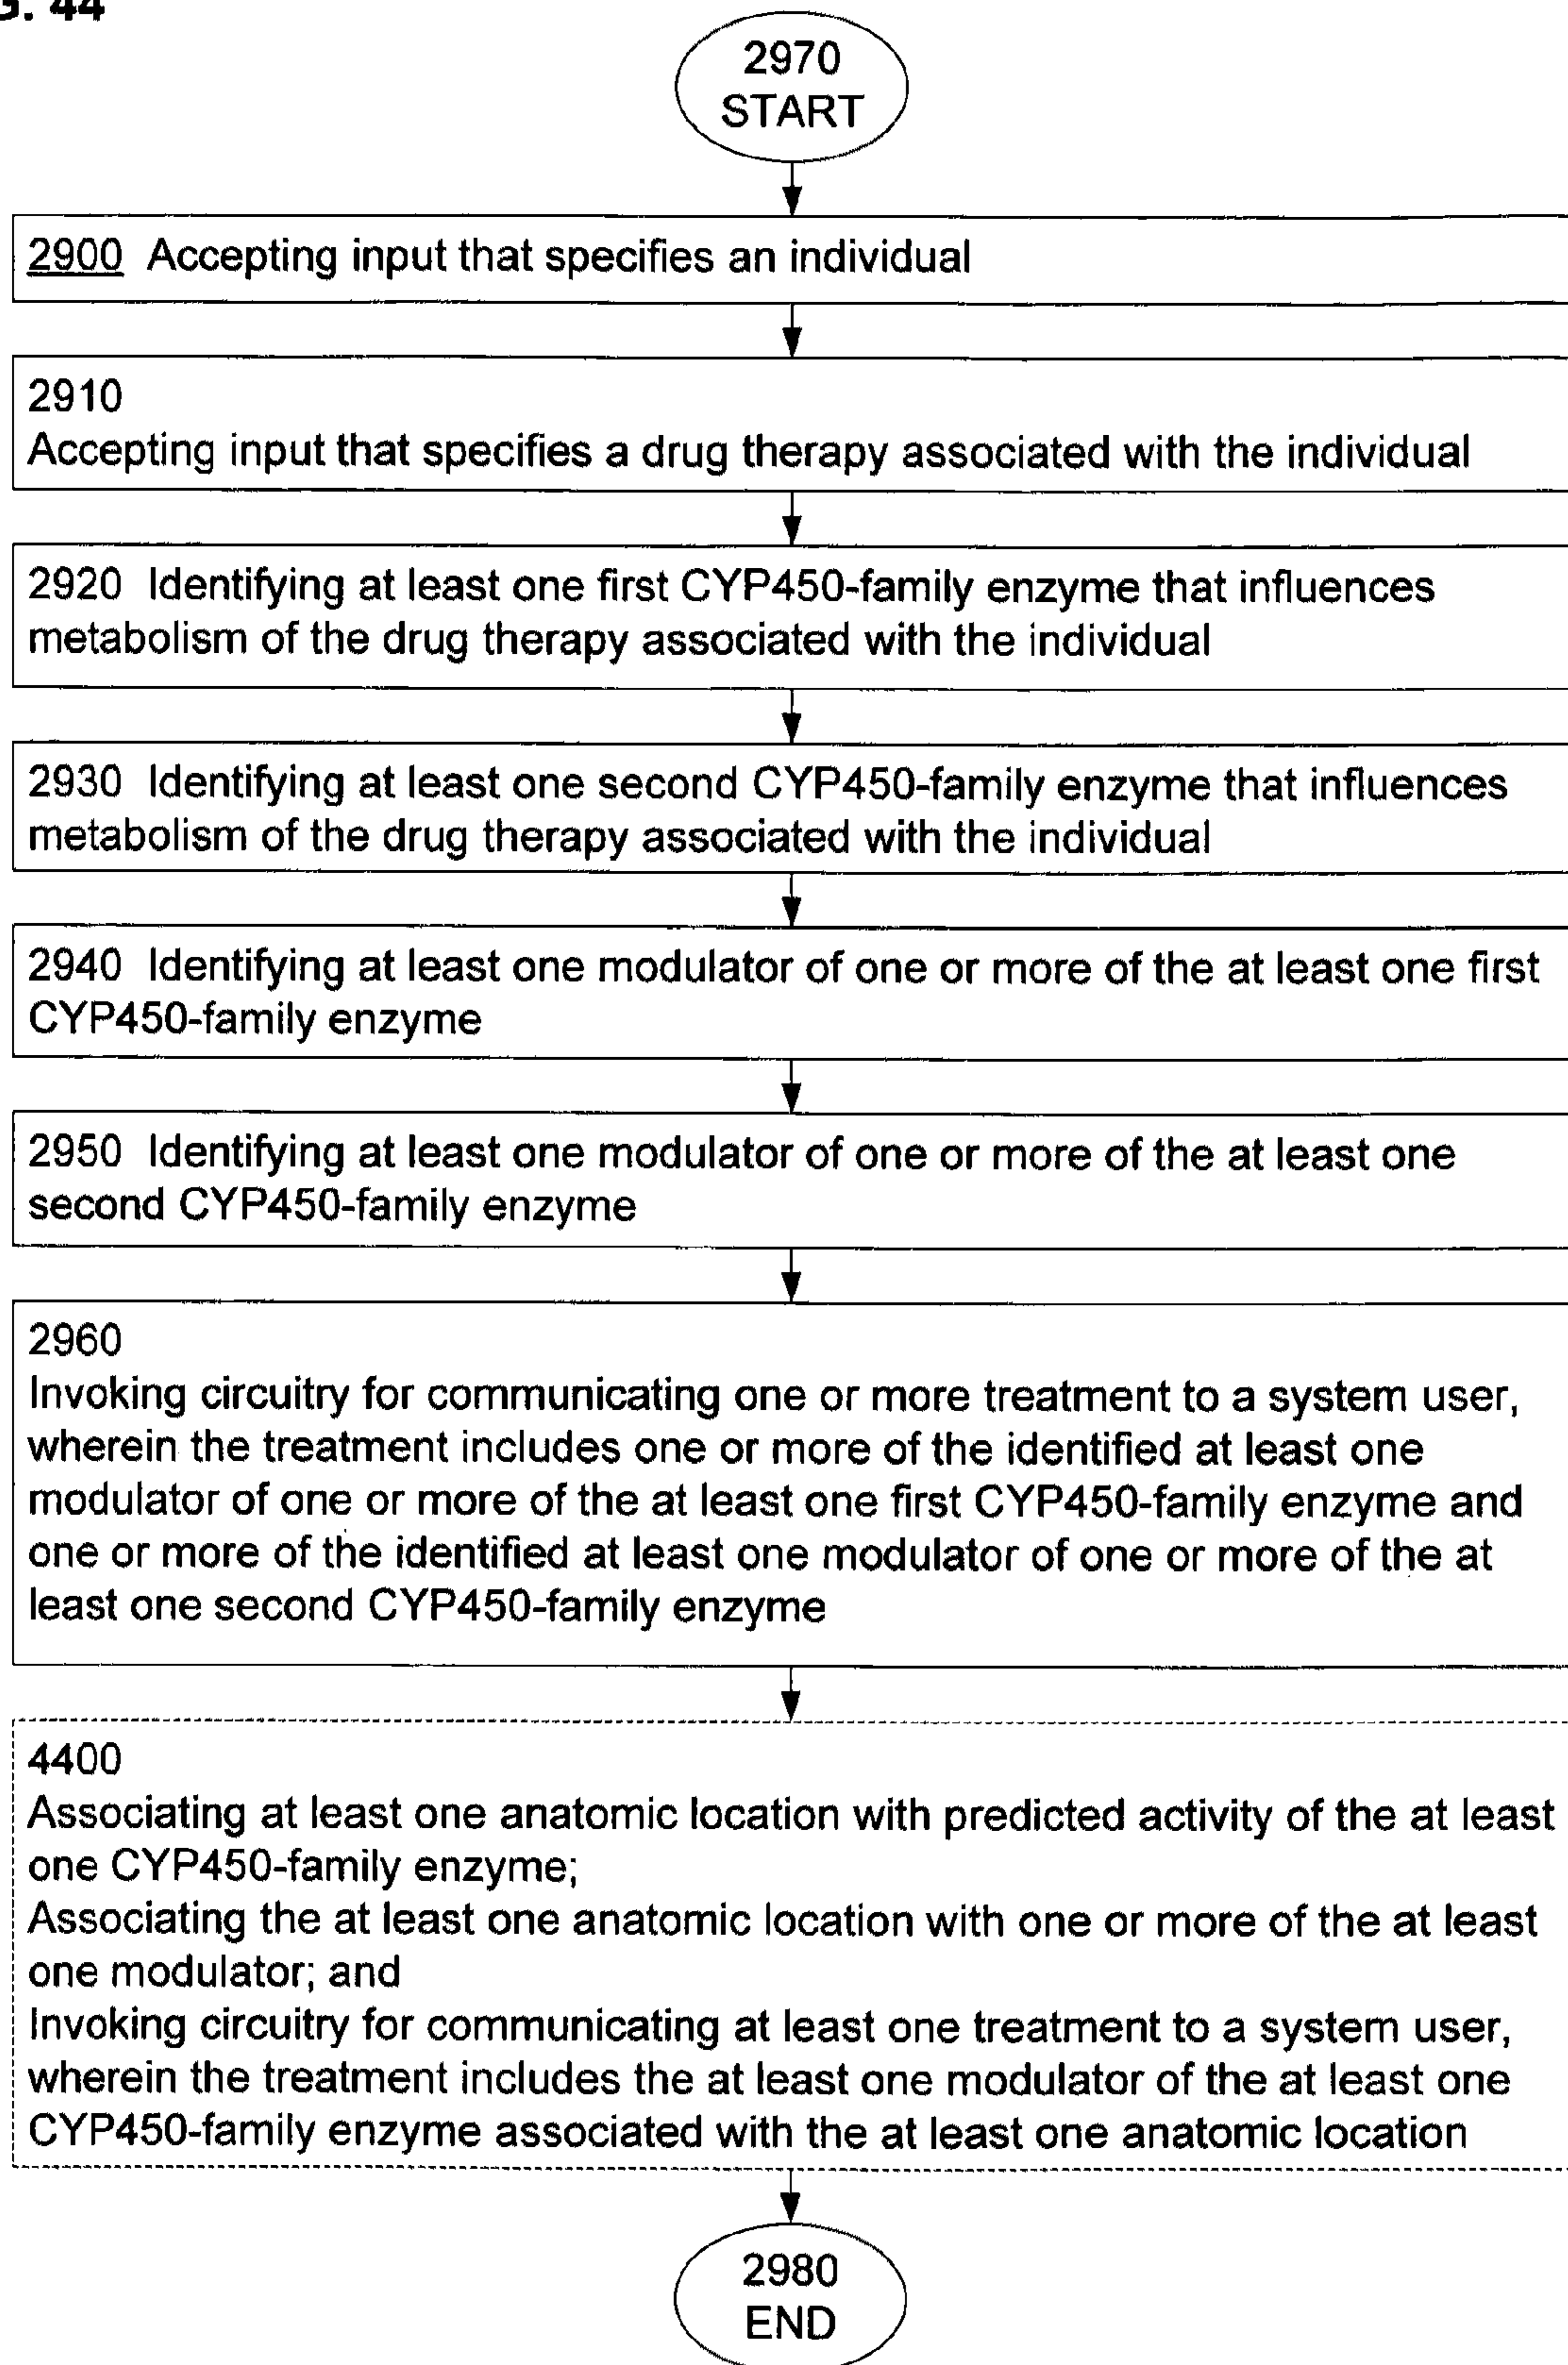 G. 44
2970
START
2900 Accepting input that specifies an individual
2910
Accepting input that specifies a drug therapy associated with the individual
2920 Identifying at least one first CYP450-family enzyme that influences
metabolism of the drug therapy associated with the individual
2930 Identifying at least one second CYP450-family enzyme that influences
metabolism of the drug therapy associated with the individual
2940 Identifying at least one modulator of one or more of the at least one first
CYP450-family enzyme
2950 Identifying at least one modulator of one or more of the at least one
second CYP450-family enzyme
2960
Invoking circuitry for communicating one or more treatment to a system user,
wherein the treatment includes one or more of the identified at least one
modulator of one or more of the at least one first CYP450-family enzyme and
one or more of the identified at least one modulator of one or more of the at
least one second CYP450-family enzyme
4400
Associating at least one anatomic location with predicted activity of the at least
one CYP450-family enzyme;
Associating the at least one anatomic location with one or more of the at least
one modulator; and
Invoking circuitry for communicating at least one treatment to a system user,
wherein the treatment includes the at least one modulator of the at least one
CYP450-family enzyme associated with the at least one anatomic location
2980
END